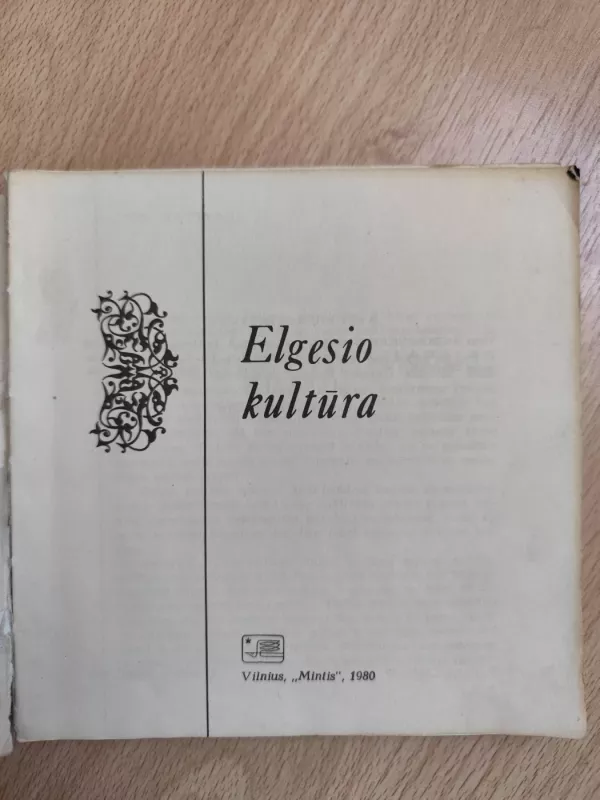 Elgesio
kultūra
Vilnius, „Mintis", 1980